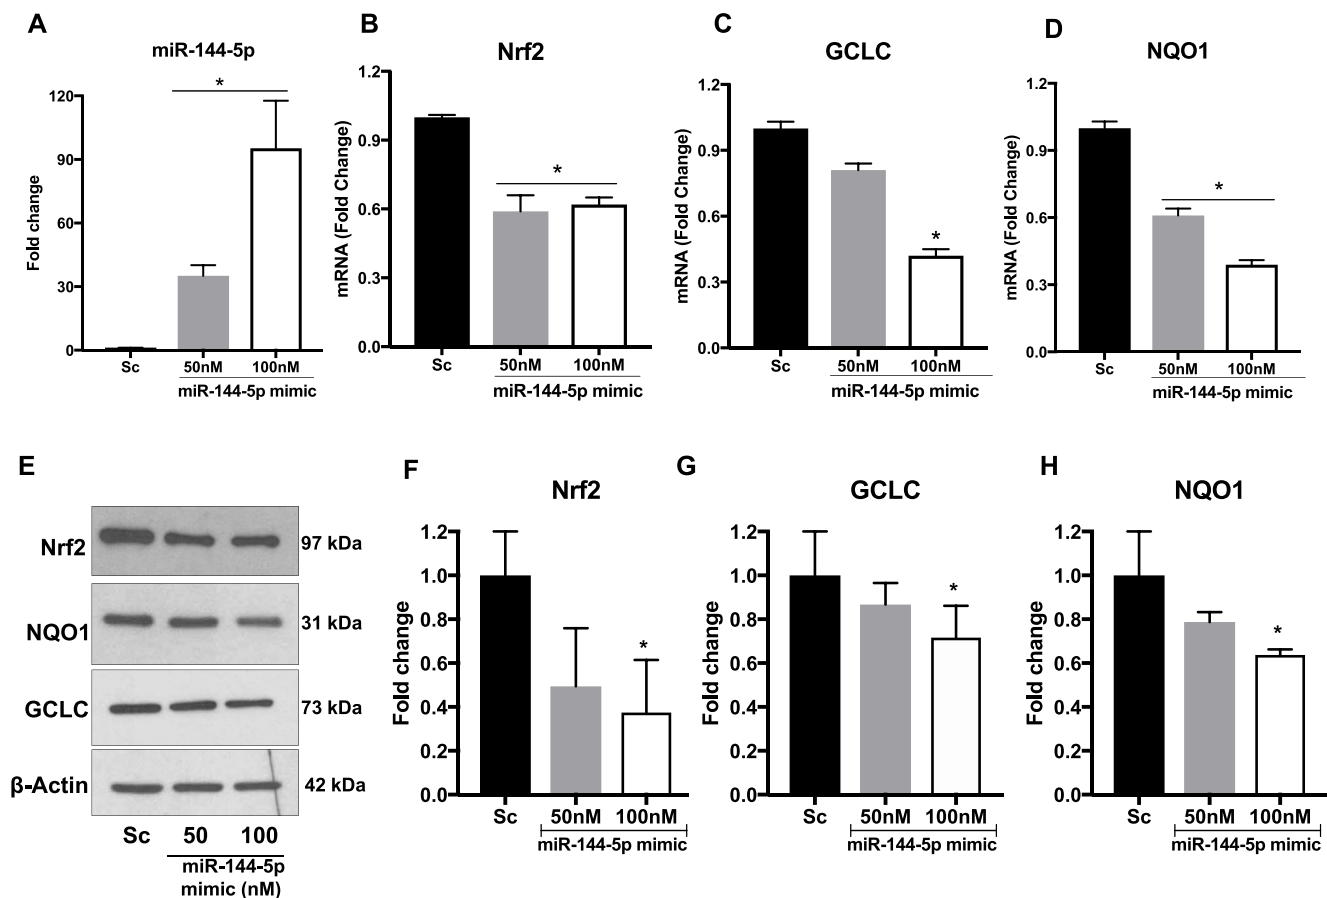 A
miR-144-5p
*
Fold change
120
90
60
30
0
Sc
50nM
100nM
miR-144-5p mimic
B
Nrf2
*
mRNA (Fold Change)
1.2
0.9
0.6
0.3
0.0
Sc
50nM
100nM
miR-144-5p mimic
C
GCLC
*
mRNA (Fold Change)
1.2
0.9
0.6
0.3
0.0
Sc
50nM
100nM
miR-144-5p mimic
D
NQO1
*
mRNA (Fold Change)
1.2
0.9
0.6
0.3
0.0
Sc
50nM
100nM
miR-144-5p mimic
E
Nrf2
97 kDa
NQO1
31 kDa
GCLC
73 kDa
β-Actin
42 kDa
Sc 50 100
miR-144-5p
mimic (nM)
F
Nrf2
*
Fold change
1.2
1.0
0.8
0.6
0.4
0.2
0.0
Sc
50nM
100nM
miR-144-5p mimic
G
GCLC
*
Fold change
1.2
1.0
0.8
0.6
0.4
0.2
0.0
Sc
50nM
100nM
miR-144-5p mimic
H
NQO1
*
Fold change
1.2
1.0
0.8
0.6
0.4
0.2
0.0
Sc
50nM
100nM
miR-144-5p mimic